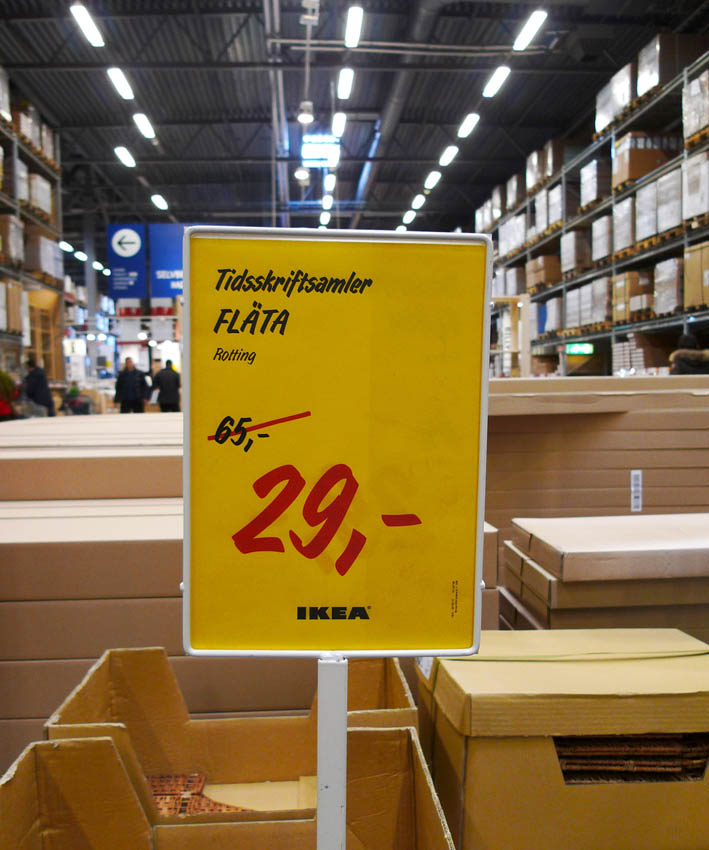 Tidsskriftsamler
FLÄTA
Rotting
65,-
29,-
IKEA